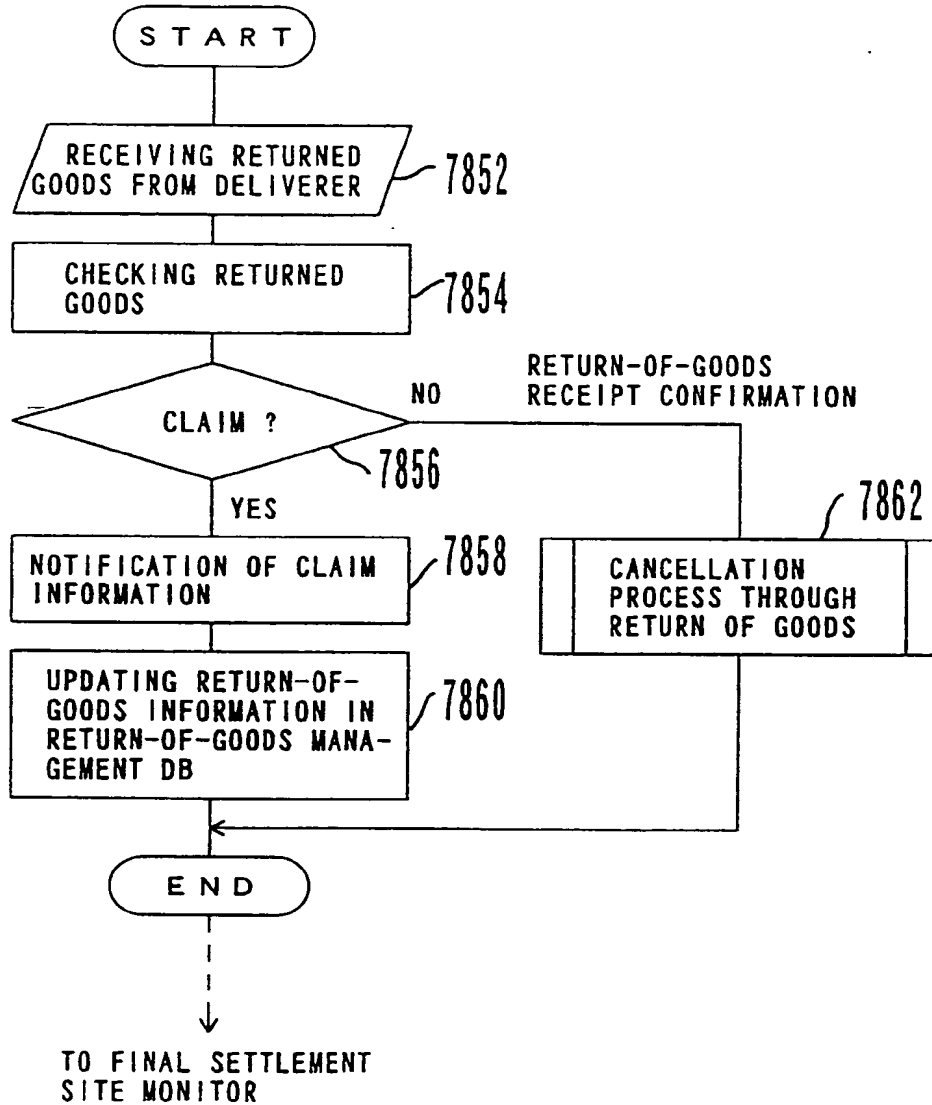 START
RECEIVING RETURNED
GOODS FROM DELIVERER
7852
CHECKING RETURNED
GOODS
7854
CLAIM ?
7856
NO
RETURN-OF-GOODS
RECEIPT CONFIRMATION
YES
7862
NOTIFICATION OF CLAIM
INFORMATION
7858
CANCELLATION
PROCESS THROUGH
RETURN OF GOODS
UPDATING RETURN-OF-
GOODS INFORMATION IN
RETURN-OF-GOODS MANA-
GEMENT DB
7860
END
TO FINAL SETTLEMENT
SITE MONITOR